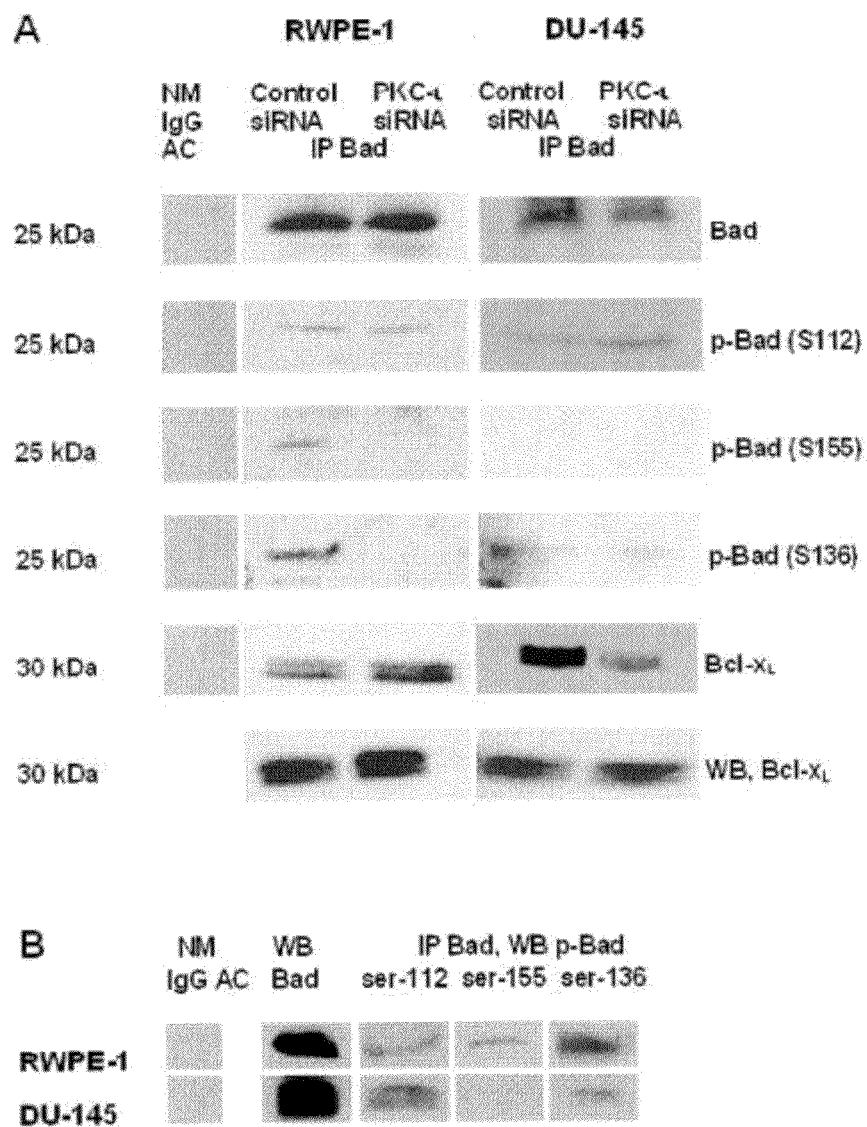 A
RWPE-1 DU-145
NM Control PKC-ι Control PKC-ι
IgG siRNA siRNA siRNA siRNA
AC IP Bad IP Bad
25 kDa Bad
25 kDa p-Bad (S112)
25 kDa p-Bad (S155)
25 kDa p-Bad (S136)
30 kDa Bcl-xL
30 kDa WB, Bcl-xL
B
NM WB IP Bad, WB p-Bad
IgG AC Bad ser-112 ser-155 ser-136
RWPE-1
DU-145